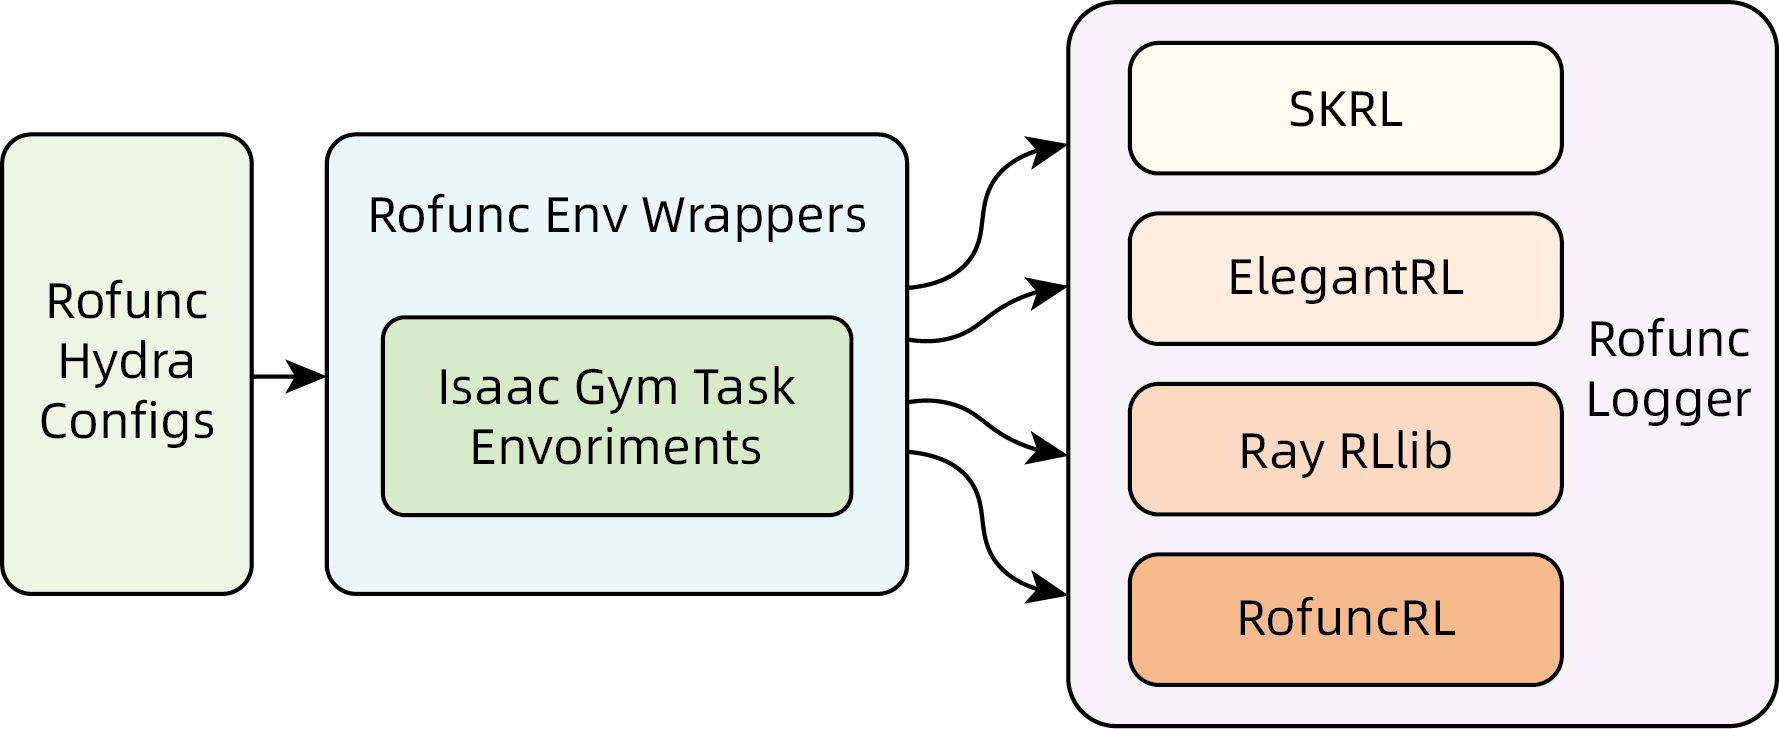 Rofunc
Hydra
Configs
Rofunc Env Wrappers
Isaac Gym Task
Envoriments
SKRL
ElegantRL
Ray RLlib
RofuncRL
Rofunc
Logger